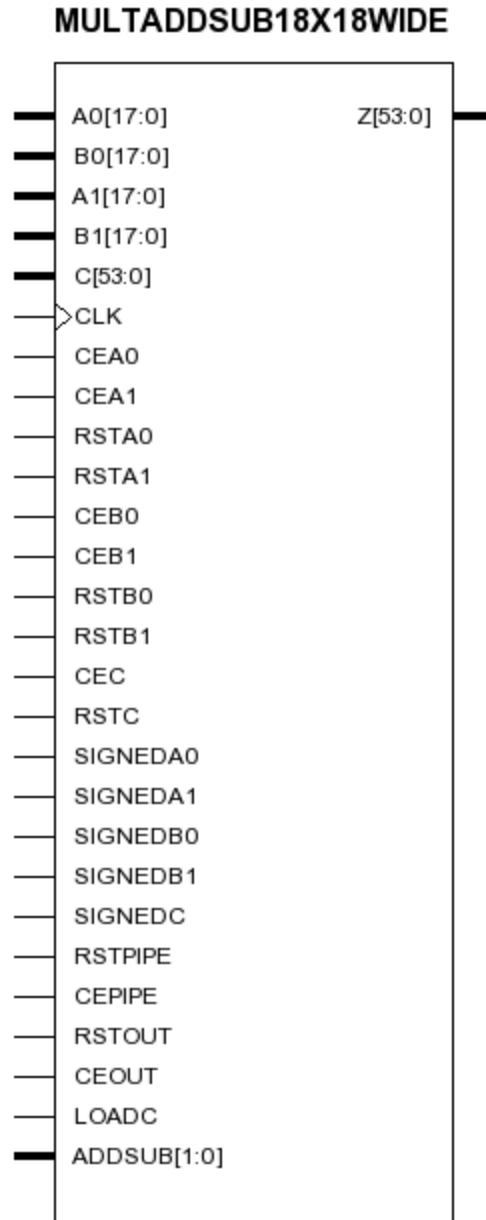 MULTADDSUB18X18WIDE
A0[17:0] Z[53:0]
B0[17:0]
A1[17:0]
B1[17:0]
C[53:0]
CLK
CEA0
CEA1
RSTA0
RSTA1
CEB0
CEB1
RSTB0
RSTB1
CEC
RSTC
SIGNEDA0
SIGNEDA1
SIGNEDB0
SIGNEDB1
SIGNEDC
RSTPIPE
CEPIPE
RSTOUT
CEOUT
LOADC
ADDSUB[1:0]